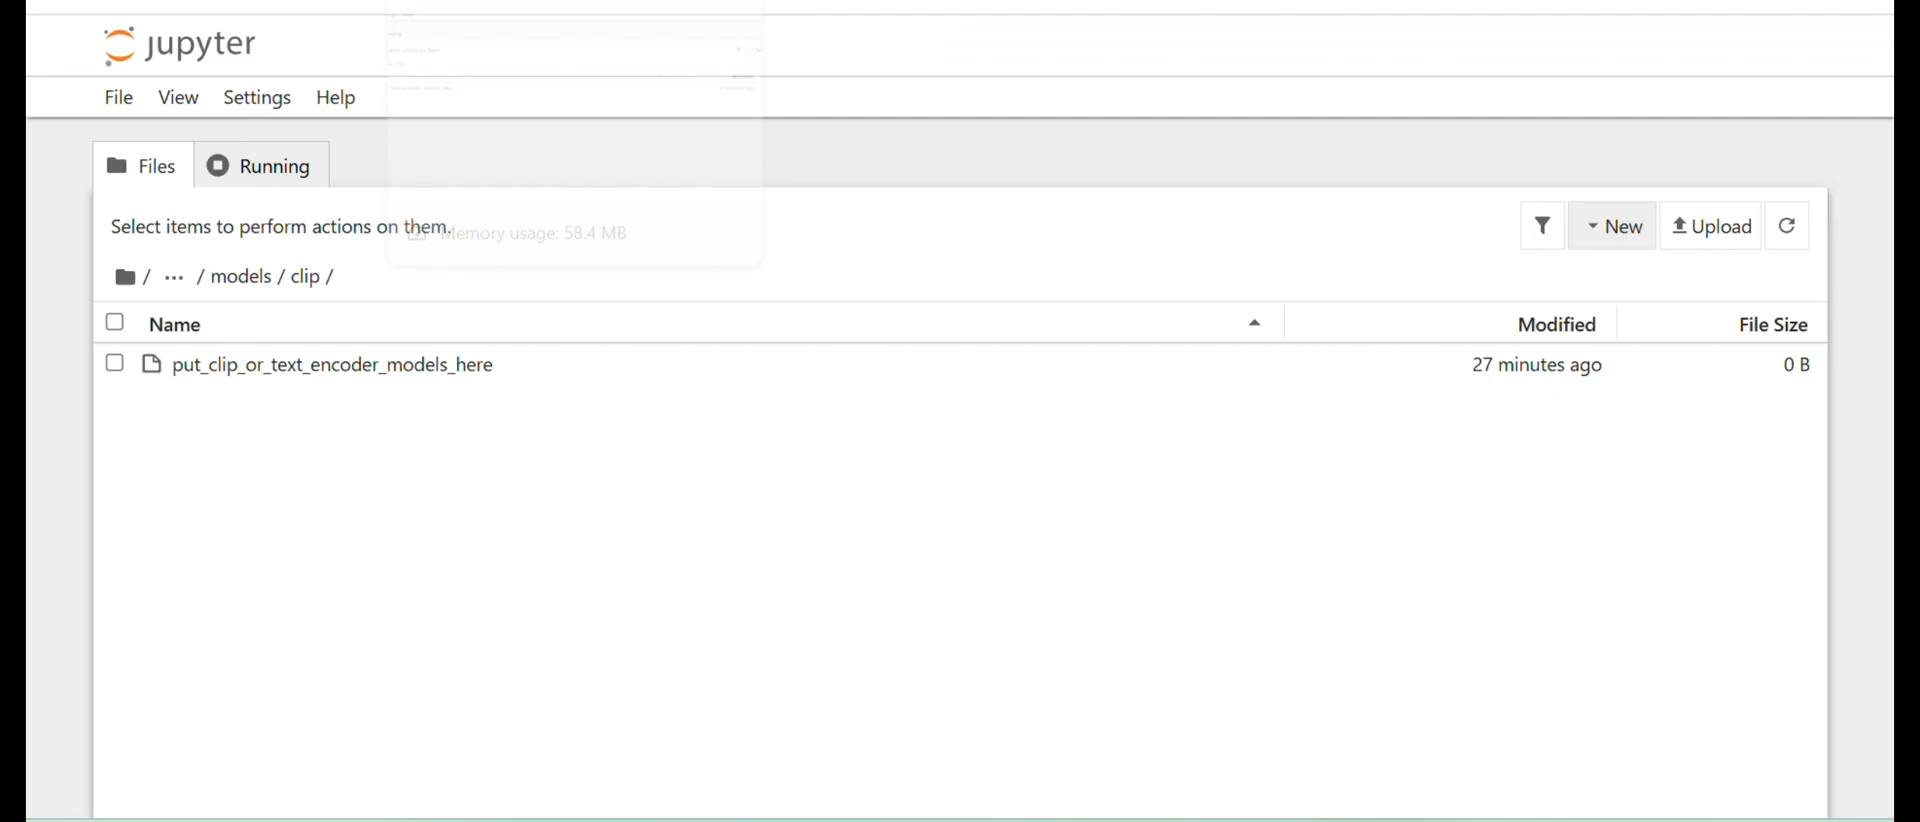 jupyter
File View Settings Help
Files Running
Select items to perform actions on them.
Memory usage: 58.4 MB
New Upload
/ ··· / models / clip /
Name Modified File Size
put_clip_or_text_encoder_models_here 27 minutes ago 0 B